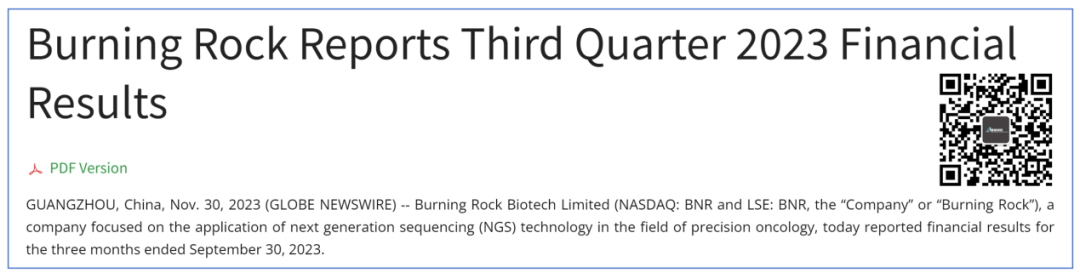 Burning Rock Reports Third Quarter 2023 Financial
Results
PDF Version
GUANGZHOU, China, Nov. 30, 2023 (GLOBE NEWSWIRE) -- Burning Rock Biotech Limited (NASDAQ: BNR and LSE: BNR, the “Company” or “Burning Rock”), a
company focused on the application of next generation sequencing (NGS) technology in the field of precision oncology, today reported financial results for
the three months ended September 30, 2023.